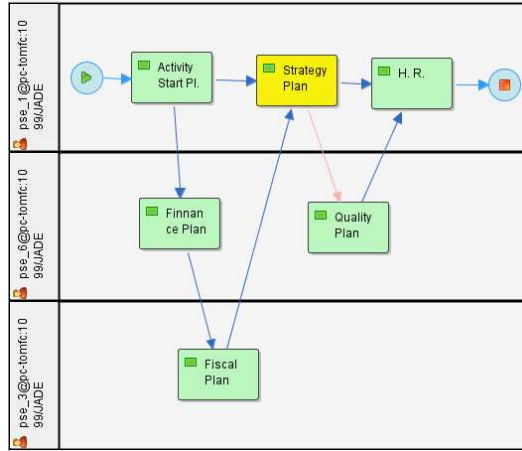 pse_1@pc-tomfc:10
99/JADE
Activity
Start Pl.
Strategy
Plan
H. R.
pse_6@pc-tomfc:10
99/JADE
Finnan
ce Plan
Quality
Plan
pse_3@pc-tomfc:10
99/JADE
Fiscal
Plan